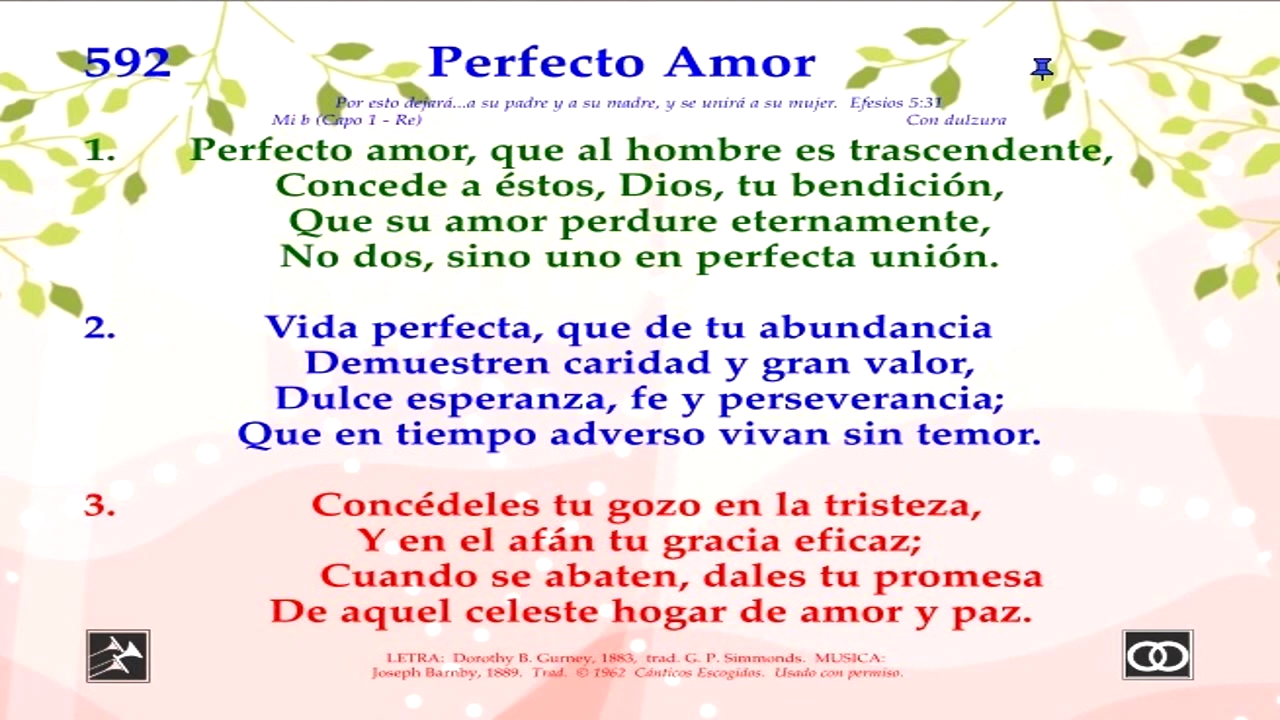 592 Perfecto Amor
Por esto dejará...a su padre y a su madre, y se unirá a su mujer. Efesios 5:31
Mi b (Capo 1 - Re) Con dulzura
1. Perfecto amor, que al hombre es trascendente,
Concede a éstos, Dios, tu bendición,
Que su amor perdure eternamente,
No dos, sino uno en perfecta unión.
2. Vida perfecta, que de tu abundancia
Demuestren caridad y gran valor,
Dulce esperanza, fe y perseverancia;
Que en tiempo adverso vivan sin temor.
3. Concédeles tu gozo en la tristeza,
Y en el afán tu gracia eficaz;
Cuando se abaten, dales tu promesa
De aquel celeste hogar de amor y paz.
LETRA: Dorothy B. Gurney, 1883, trad. G. P. Simmonds. MUSICA:
Joseph Barnby, 1889. Trad. © 1962 Cánticos Escogidos. Usado con permiso.